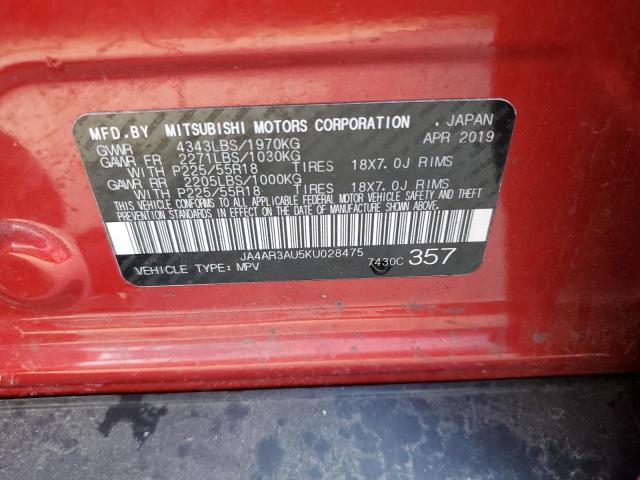 MFD.BY MITSUBISHI MOTORS CORPORATION . JAPAN
GVWR 4343LBS/1970KG APR 2019
GAWR FR 2271LBS/1030KG
WITH P225/55R18 TIRES 18X7.0J RIMS
GAWR RR 2205LBS/1000KG
WITH P225/55R18 TIRES 18X7.0J RIMS
THIS VEHICLE CONFORMS TO ALL APPLICABLE FEDERAL MOTOR VEHICLE SAFETY AND THEFT
PREVENTION STANDARDS IN EFFECT ON THE DATE OF MANUFACTURE SHOWN ABOVE.
JA4AR3AU5KU028475
VEHICLE TYPE: MPV 7430C 357